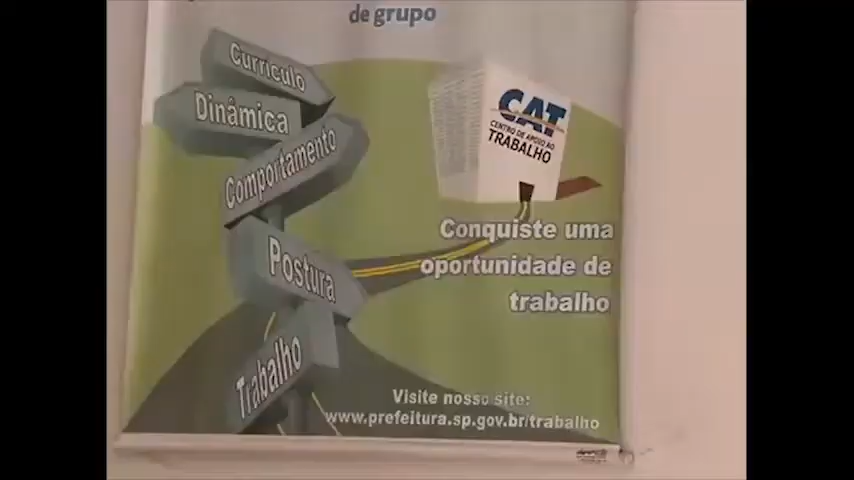 de grupo
Currículo
Dinâmica
Comportamento
Postura
Trabalho
CAT
CENTRO DE APOIO AO
TRABALHO
Conquiste uma
oportunidade de
trabalho
Visite nosso site:
www.prefeitura.sp.gov.br/trabalho